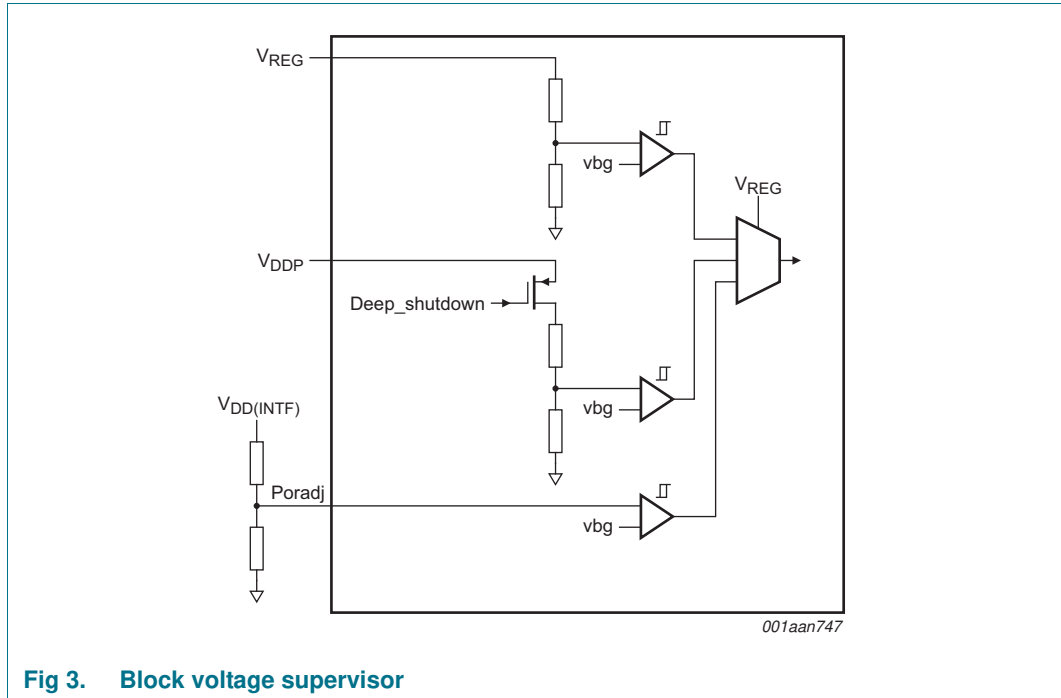 VREG
vbg
VREG
VDDP
Deep_shutdown
vbg
VDD(INTF)
Poradj
vbg
001aan747
Fig 3. Block voltage supervisor